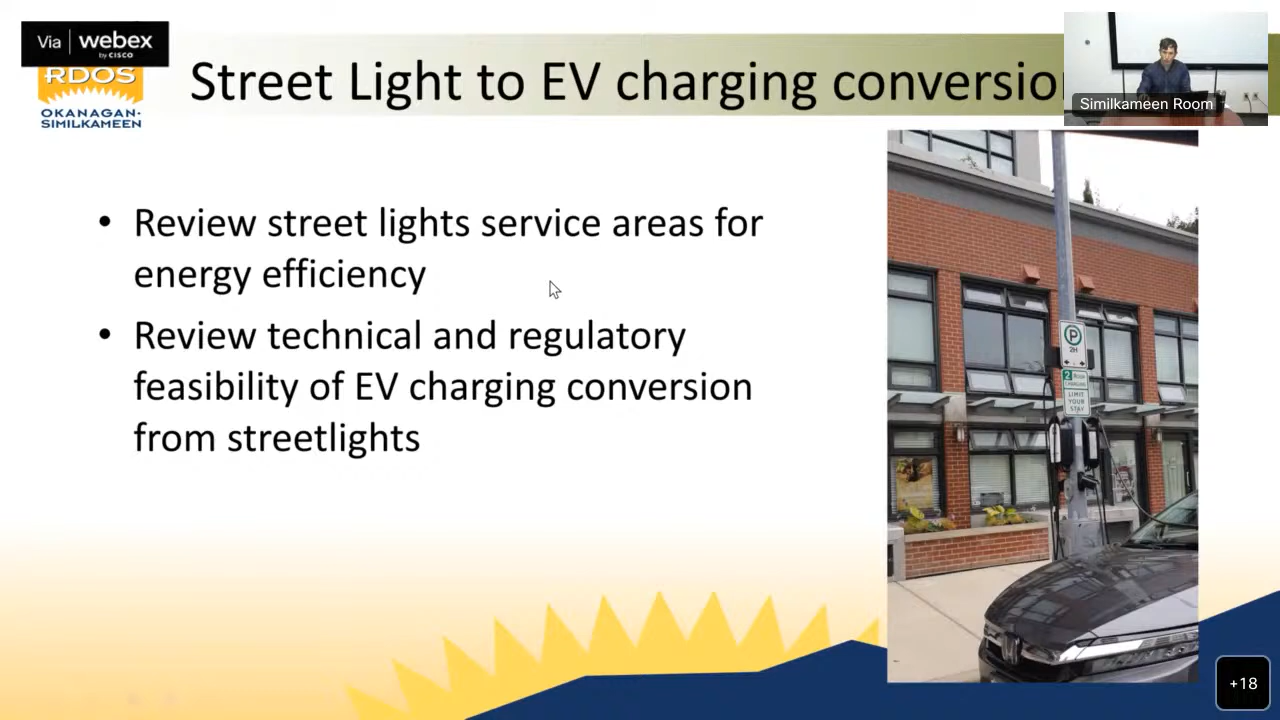 Via webex
by CISCO
RDOS
OKANAGAN-
SIMILKAMEEN
Street Light to EV charging conversio
Similkameen Room
• Review street lights service areas for
energy efficiency
• Review technical and regulatory
feasibility of EV charging conversion
from streetlights
P
2H
2 HOUR
CHARGING
LIMIT
YOUR
STAY
+18